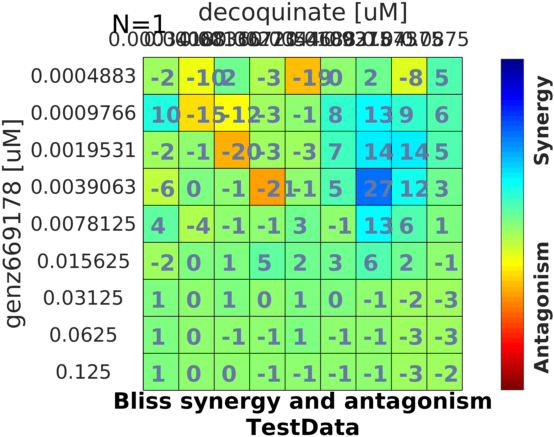 N=1
decoquinate [uM]
0.0004883 -2 -10 2 -3 -19 0 2 -8 5
0.0009766 10 -15 -12 -3 -1 8 13 9 6
0.0019531 -2 -1 -20 -3 -3 7 14 14 5
0.0039063 -6 0 -1 -21 -1 5 27 12 3
0.0078125 4 -4 -1 -1 3 -1 13 6 1
0.015625 -2 0 1 5 2 3 6 2 -1
0.03125 1 0 1 0 1 0 -1 -2 -3
0.0625 1 0 -1 -1 1 -1 -1 -3 -3
0.125 1 0 0 -1 -1 -1 -1 -3 -2
genz669178 [uM]
Synergy
Antagonism
Bliss synergy and antagonism
TestData